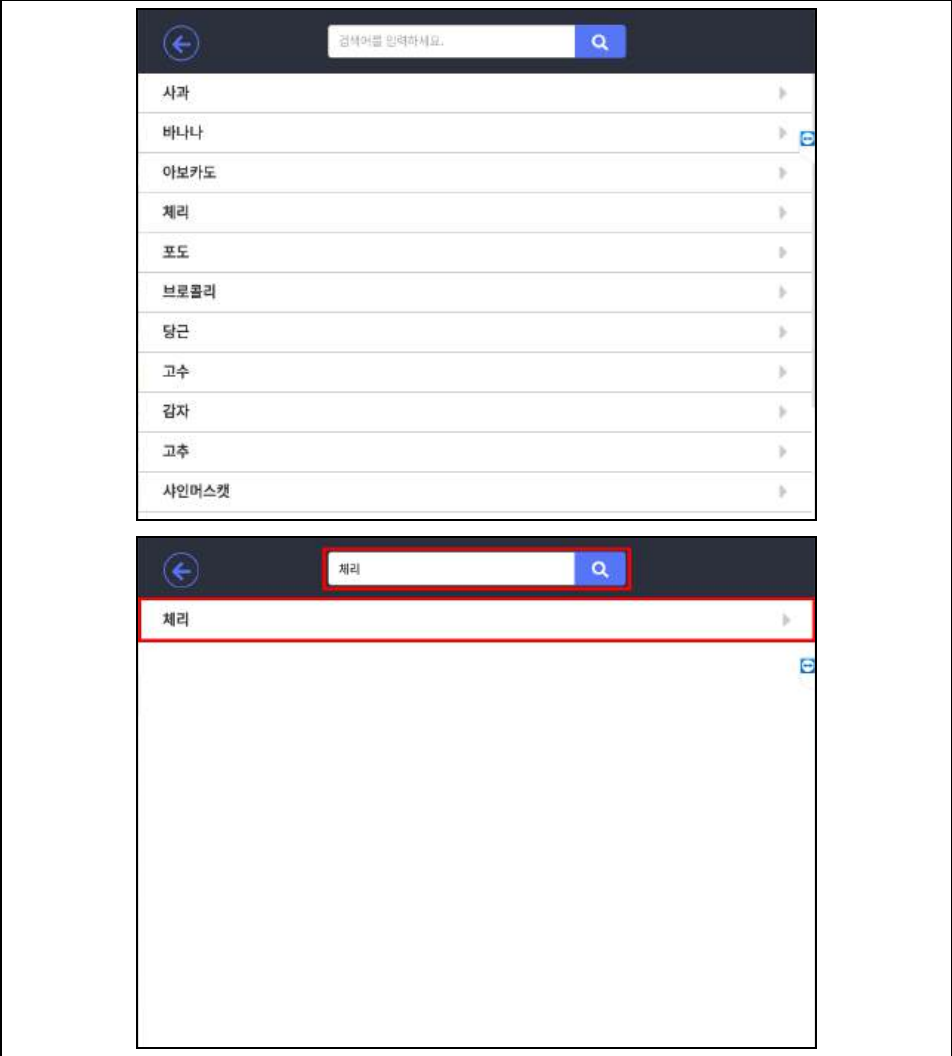 검색어를 입력하세요.
사과
바나나
아보카도
체리
포도
브로콜리
당근
고수
감자
고추
샤인머스캣
체리
체리